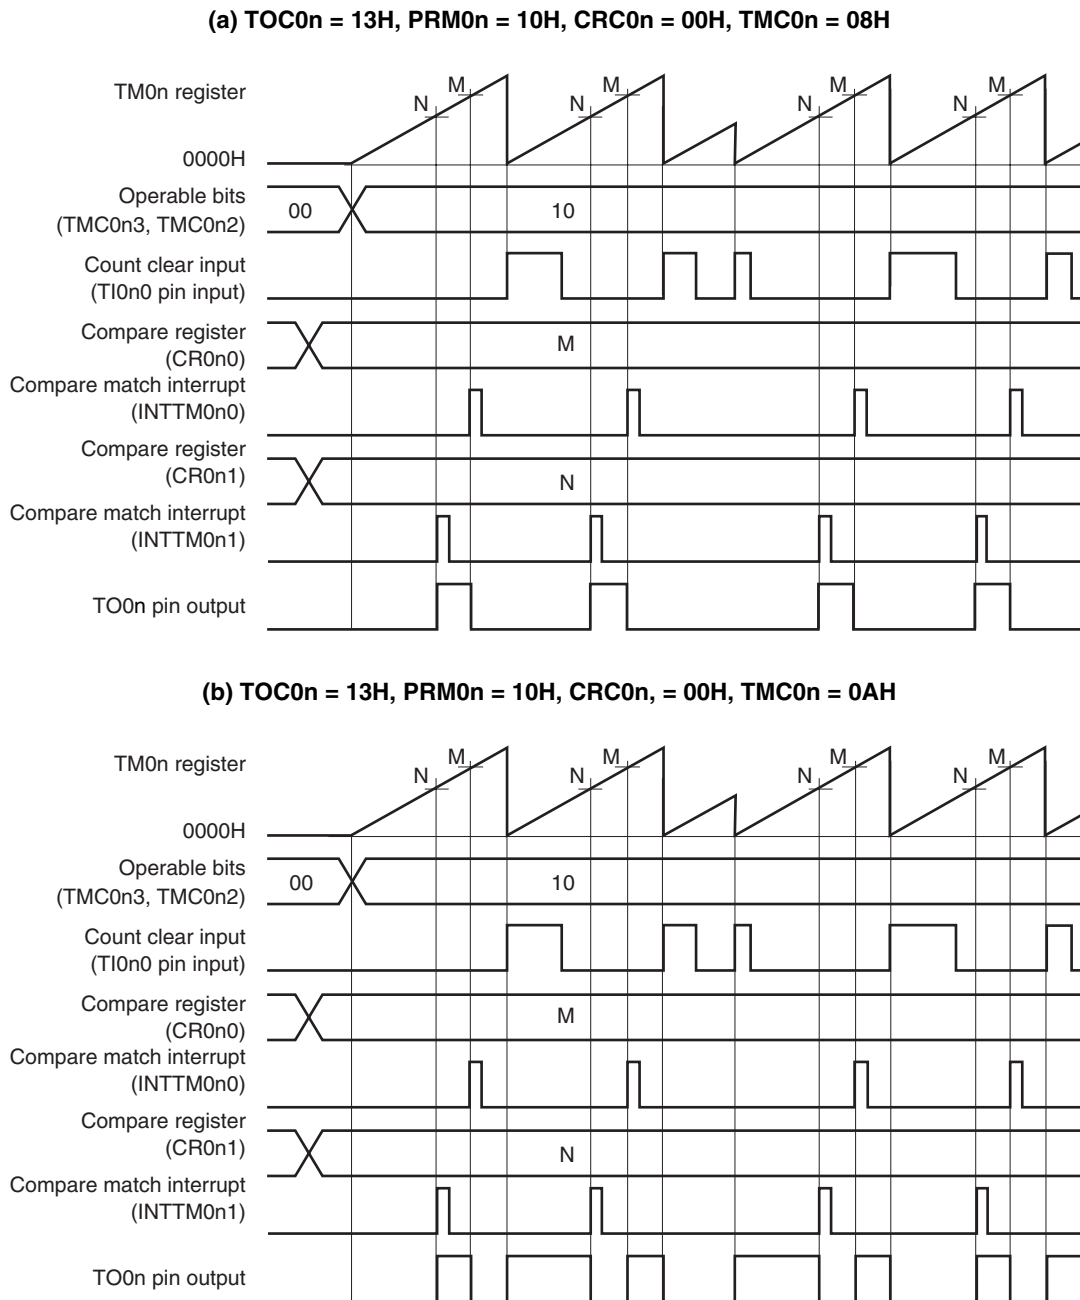 (a) TOC0n = 13H, PRM0n = 10H, CRC0n = 00H, TMC0n = 08H
TM0n register
N
M
N
M
N
M
N
M
0000H
Operable bits
(TMC0n3, TMC0n2)
00
10
Count clear input
(TI0n0 pin input)
Compare register
(CR0n0)
M
Compare match interrupt
(INTTM0n0)
Compare register
(CR0n1)
N
Compare match interrupt
(INTTM0n1)
TO0n pin output
(b) TOC0n = 13H, PRM0n = 10H, CRC0n, = 00H, TMC0n = 0AH
TM0n register
N
M
N
M
N
M
N
M
0000H
Operable bits
(TMC0n3, TMC0n2)
00
10
Count clear input
(TI0n0 pin input)
Compare register
(CR0n0)
M
Compare match interrupt
(INTTM0n0)
Compare register
(CR0n1)
N
Compare match interrupt
(INTTM0n1)
TO0n pin output